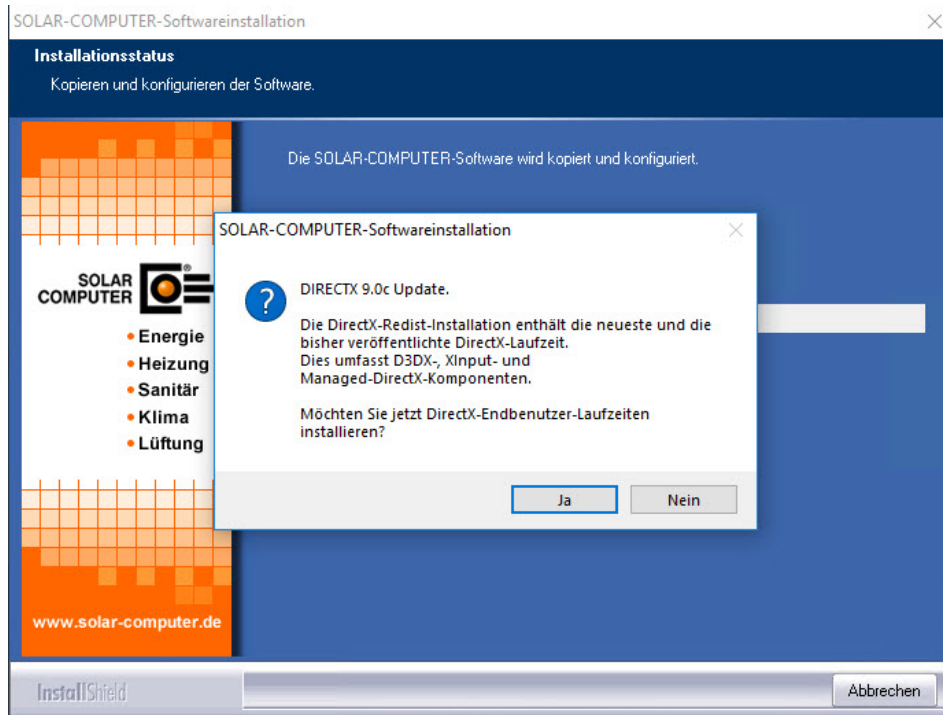 SOLAR-COMPUTER-Softwareinstallation
Installationsstatus
Kopieren und konfigurieren der Software.
Die SOLAR-COMPUTER-Software wird kopiert und konfiguriert.
SOLAR-COMPUTER-Softwareinstallation
DIRECTX 9.0c Update.
Die DirectX-Redist-Installation enthält die neueste und die
bisher veröffentlichte DirectX-Laufzeit.
Dies umfasst D3DX-, XInput- und
Managed-DirectX-Komponenten.
Möchten Sie jetzt DirectX-Endbenutzer-Laufzeiten
installieren?
Ja
Nein
SOLAR
COMPUTER
®
• Energie
• Heizung
• Sanitär
• Klima
• Lüftung
www.solar-computer.de
InstallShield
Abbrechen